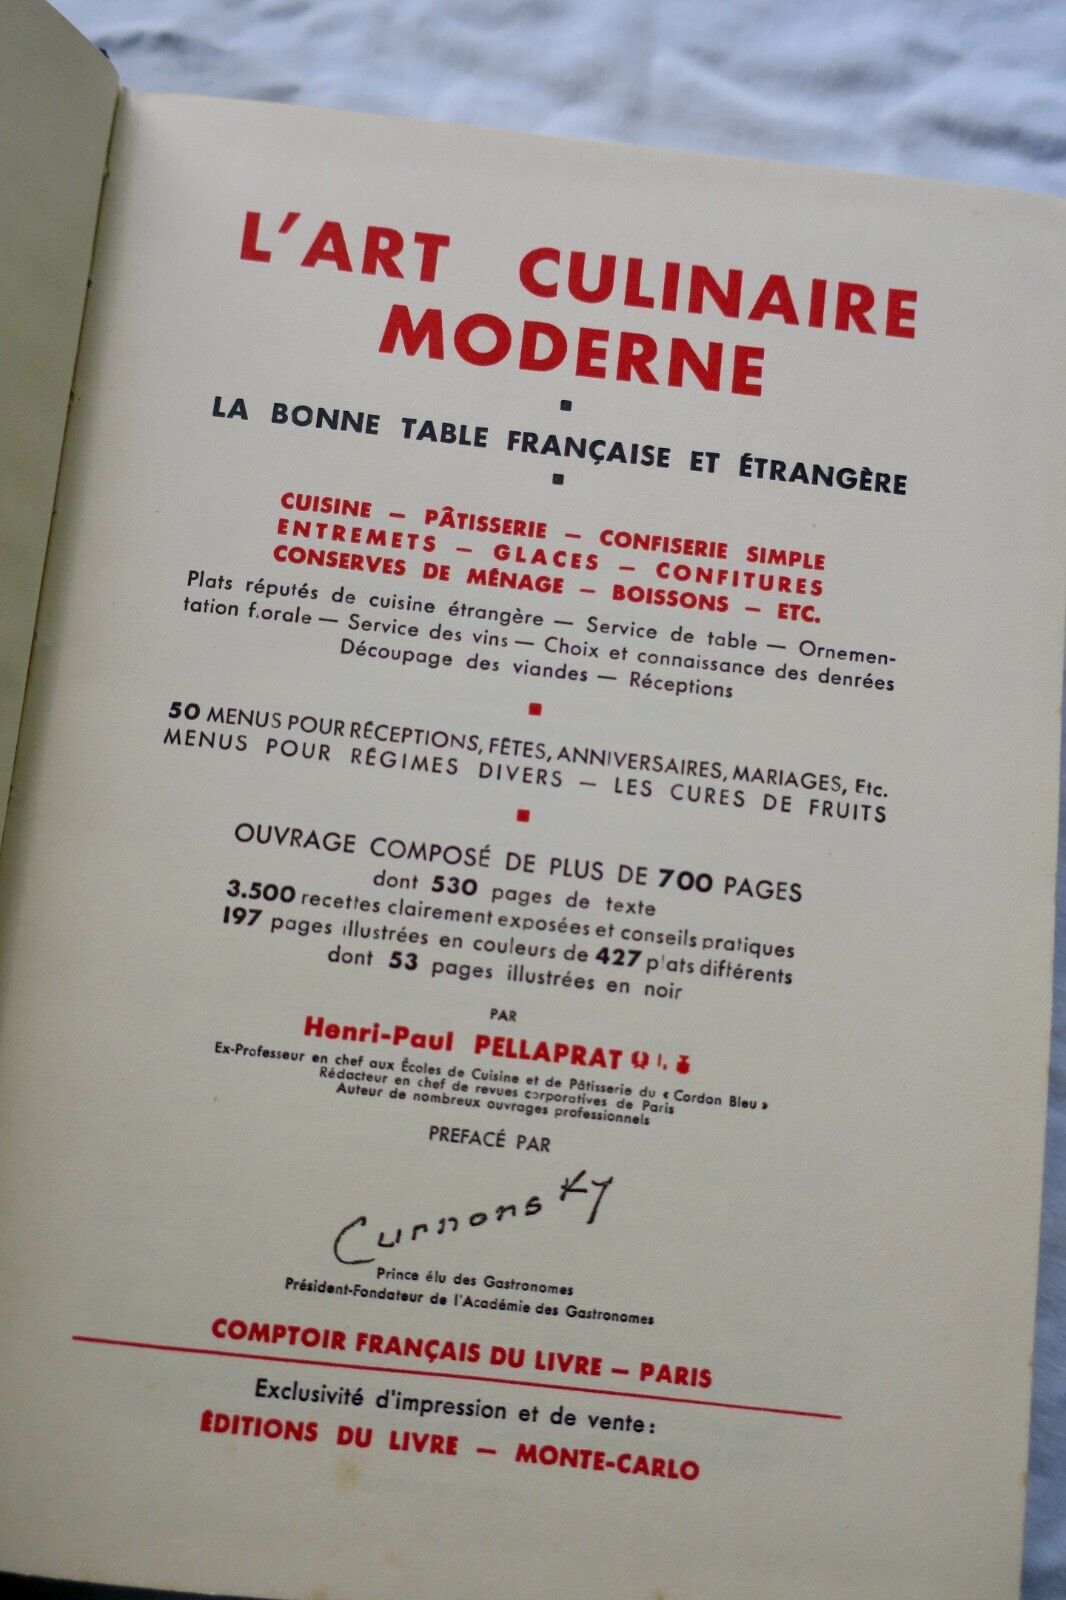 L'ART CULINAIRE
MODERNE
LA BONNE TABLE FRANÇAISE ET ÉTRANGÈRE
CUISINE — PÂTISSERIE — CONFISERIE SIMPLE
ENTREMETS — GLACES — CONFITURES
CONSERVES DE MÉNAGE — BOISSONS — ETC.
Plats réputés de cuisine étrangère — Service de table — Ornemen-
tation f.orale — Service des vins — Choix et connaissance des denrées
Découpage des viandes — Réceptions
50 MENUS POUR RÉCEPTIONS, FÊTES, ANNIVERSAIRES, MARIAGES, Etc.
MENUS POUR RÉGIMES DIVERS — LES CURES DE FRUITS
OUVRAGE COMPOSÉ DE PLUS DE 700 PAGES
dont 530 pages de texte
3.500 recettes clairement exposées et conseils pratiques
197 pages illustrées en couleurs de 427 plats différents
dont 53 pages illustrées en noir
PAR
Henri-Paul PELLAPRAT
Ex-Professeur en chef aux Écoles de Cuisine et de Pâtisserie du « Cordon Bleu »
Rédacteur en chef de revues corporatives de Paris
Auteur de nombreux ouvrages professionnels
PREFACÉ PAR
Curnonsky
Prince élu des Gastronomes
Président-Fondateur de l'Académie des Gastronomes
COMPTOIR FRANÇAIS DU LIVRE — PARIS
Exclusivité d'impression et de vente :
ÉDITIONS DU LIVRE — MONTE-CARLO